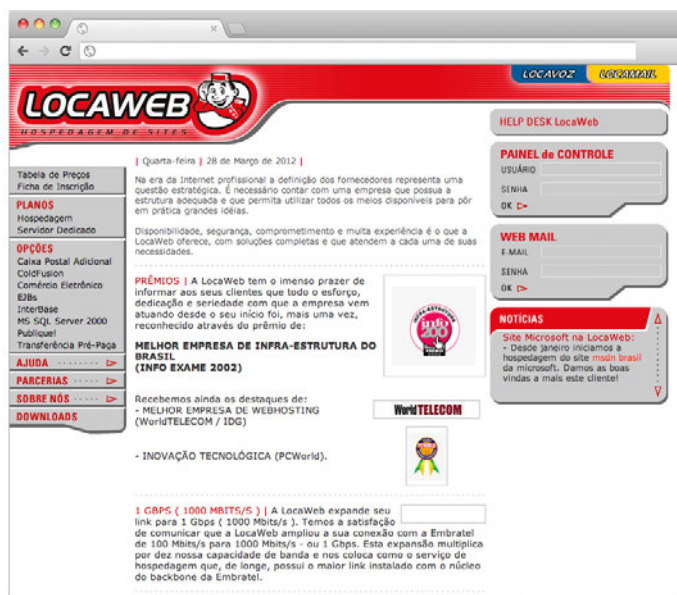 LOCAVOZ LOCAMAIL
LOCAWEB
HOSPEDAGEM DE SITES
Tabela de Preços
Ficha de Inscrição
PLANOS
Hospedagem
Servidor Dedicado
OPÇÕES
Caixa Postal Adicional
ColdFusion
Comércio Eletrônico
EJBs
InterBase
MS SQL Server 2000
Publique!
Transferência Pré-Paga
AJUDA
PARCERIAS
SOBRE NÓS
DOWNLOADS
| Quarta-feira | 28 de Março de 2012 |
Na era da Internet profissional a definição dos fornecedores representa uma
questão estratégica. É necessário contar com uma empresa que possua a
estrutura adequada e que permita utilizar todos os meios disponíveis para pôr
em prática grandes idéias.
Disponibilidade, segurança, comprometimento e muita experiência é o que a
LocaWeb oferece, com soluções completas e que atendem a cada uma de suas
necessidades.
PRÊMIOS | A LocaWeb tem o imenso prazer de
informar aos seus clientes que todo o esforço,
dedicação e seriedade com que a empresa vem
atuando desde o seu início foi, mais uma vez,
reconhecido através do prêmio de:
MELHOR EMPRESA DE INFRA-ESTRUTURA DO
BRASIL
(INFO EXAME 2002)
INFRA-ESTRUTURA
info
200
Recebemos ainda os destaques de:
- MELHOR EMPRESA DE WEBHOSTING
(WorldTELECOM / IDG)
World TELECOM
- INOVAÇÃO TECNOLÓGICA (PCWorld).
1 GBPS ( 1000 MBITS/S ) | A LocaWeb expande seu
link para 1 Gbps ( 1000 Mbits/s ). Temos a satisfação
de comunicar que a LocaWeb ampliou a sua conexão com a Embratel
de 100 Mbits/s para 1000 Mbits/s - ou 1 Gbps. Esta expansão multiplica
por dez nossa capacidade de banda e nos coloca como o serviço de
hospedagem que, de longe, possui o maior link instalado com o núcleo
do backbone da Embratel.
HELP DESK LocaWeb
PAINEL de CONTROLE
USUÁRIO
SENHA
OK
WEB MAIL
E-MAIL
SENHA
OK
NOTÍCIAS
Site Microsoft na LocaWeb:
- Desde janeiro iniciamos a
hospedagem do site msdn brasil
da microsoft. Damos as boas
vindas a mais este cliente!